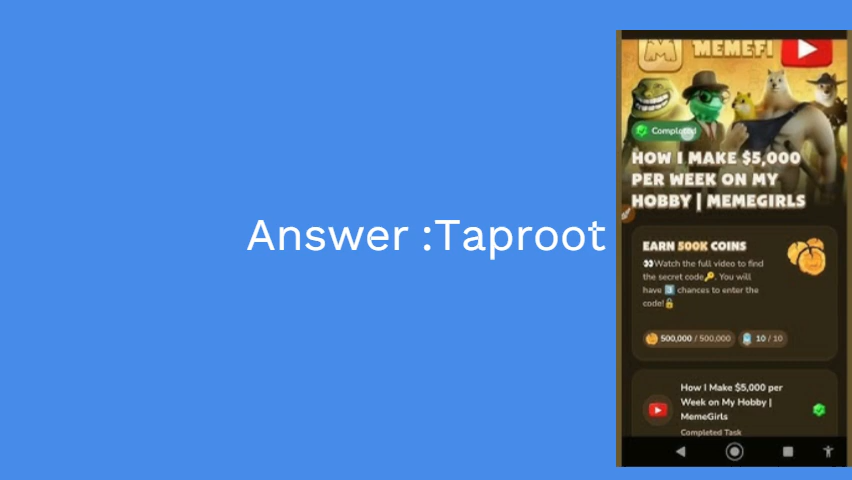 Answer :Taproot
MEMEFI
Completed
HOW I MAKE $5,000
PER WEEK ON MY
HOBBY | MEMEGIRLS
EARN 500K COINS
👀Watch the full video to find
the secret code🔑. You will
have 3️⃣ chances to enter the
code!🔓
500,000 / 500,000
10 / 10
How I Make $5,000 per
Week on My Hobby |
MemeGirls
Completed Task